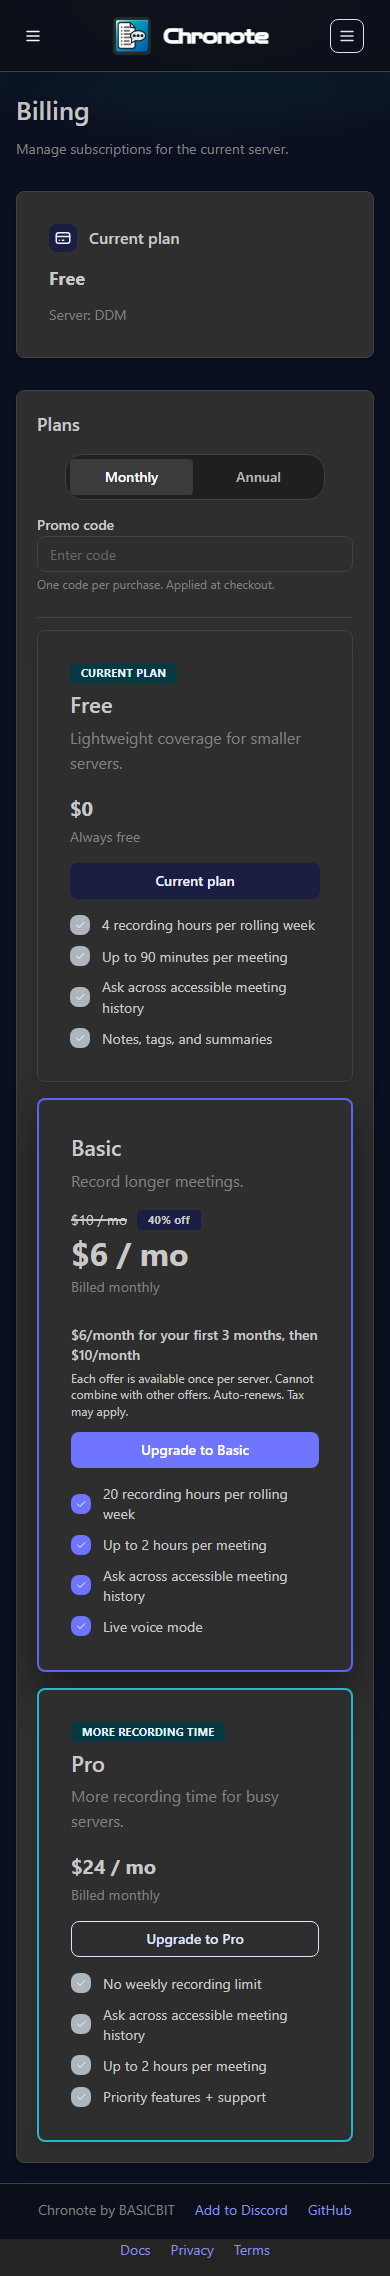 Chronote
Billing
Manage subscriptions for the current server.
Current plan
Free
Server: DDM
Plans
Monthly Annual
Promo code
Enter code
One code per purchase. Applied at checkout.
CURRENT PLAN
Free
Lightweight coverage for smaller
servers.
$0
Always free
Current plan
4 recording hours per rolling week
Up to 90 minutes per meeting
Ask across accessible meeting
history
Notes, tags, and summaries
Basic
Record longer meetings.
$10 / mo 40% off
$6 / mo
Billed monthly
$6/month for your first 3 months, then
$10/month
Each offer is available once per server. Cannot
combine with other offers. Auto-renews. Tax
may apply.
Upgrade to Basic
20 recording hours per rolling
week
Up to 2 hours per meeting
Ask across accessible meeting
history
Live voice mode
MORE RECORDING TIME
Pro
More recording time for busy
servers.
$24 / mo
Billed monthly
Upgrade to Pro
No weekly recording limit
Ask across accessible meeting
history
Up to 2 hours per meeting
Priority features + support
Chronote by BASICBIT Add to Discord GitHub
Docs Privacy Terms